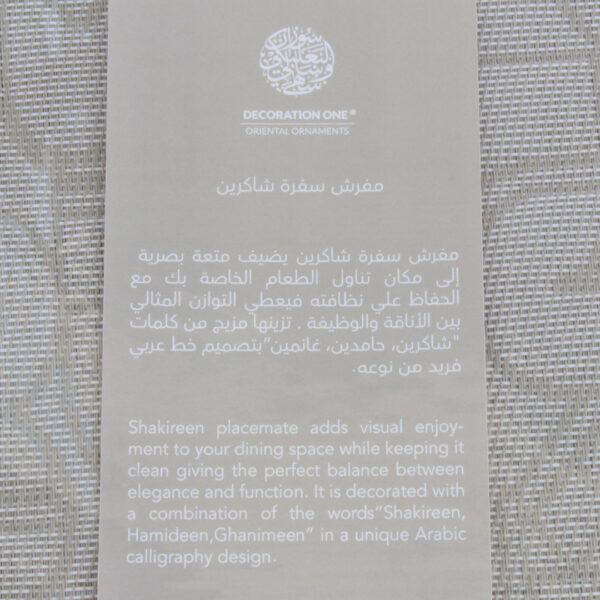 DECORATION ONE®
ORIENTAL ORNAMENTS
مفرش سفرة شاكرين
مفرش سفرة شاكرين يضيف متعة بصرية
إلى مكان تناول الطعام الخاصة بك مع
الحفاظ علي نظافته فيعطي التوازن المثالي
بين الأناقة والوظيفة . تزينها مزيج من كلمات
"شاكرين، حامدين، غانمين"بتصميم خط عربي
فريد من نوعه.
Shakireen placemate adds visual enjoy-
ment to your dining space while keeping it
clean giving the perfect balance between
elegance and function. It is decorated with
a combination of the words"Shakireen,
Hamideen,Ghanimeen" in a unique Arabic
calligraphy design.